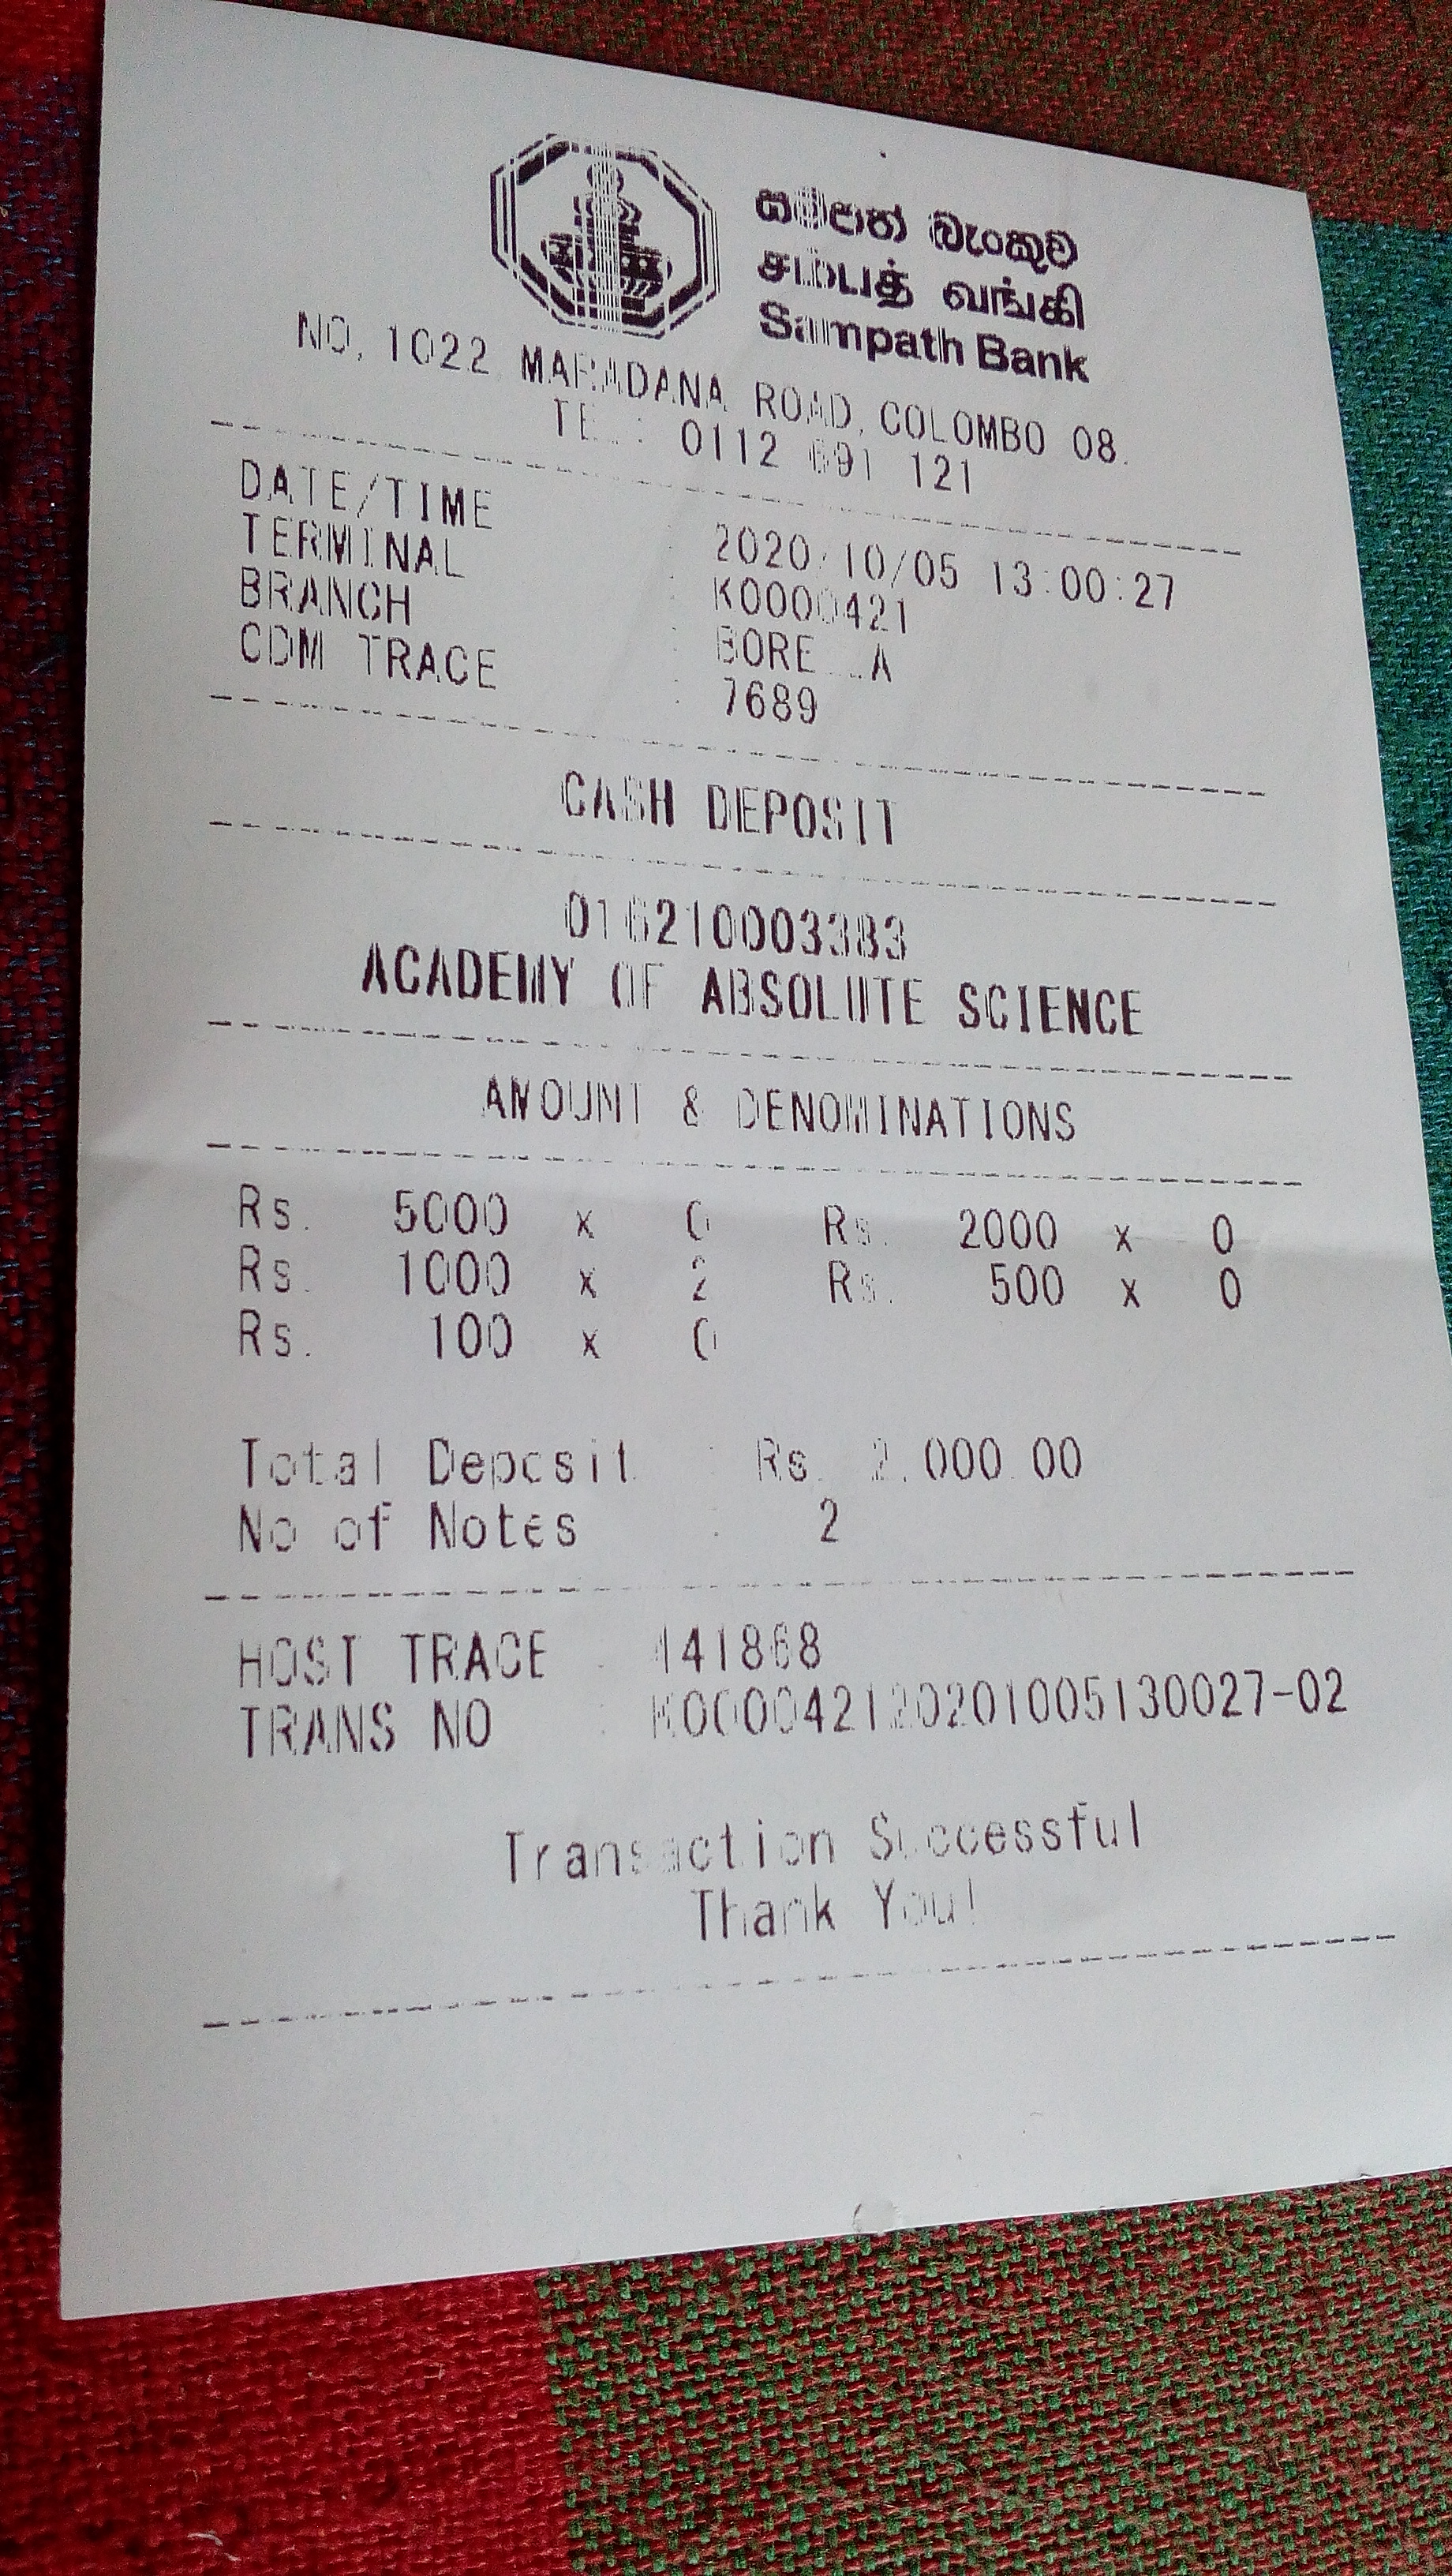 සම්පත් බැංකුව
சம்பத் வங்கி
Sampath Bank
NO, 1022 MARADANA ROAD, COLOMBO 08.
TEL : 0112 691 121
DATE/TIME : 2020/10/05 13:00:27
TERMINAL : K0000421
BRANCH :
CDM TRACE : 7689
CASH DEPOSIT
016210003383
ACADEMY OF ABSOLUTE SCIENCE
AMOUNT & DENOMINATIONS
Rs. 5000 x 0 Rs. 2000 x 0
Rs. 1000 x 2 Rs. 500 x 0
Rs. 100 x 0
Total Deposit : Rs. 2,000.00
No of Notes : 2
HOST TRACE : 441868
TRANS NO : K000042120201005130027-02
Transaction Successful
Thank You!